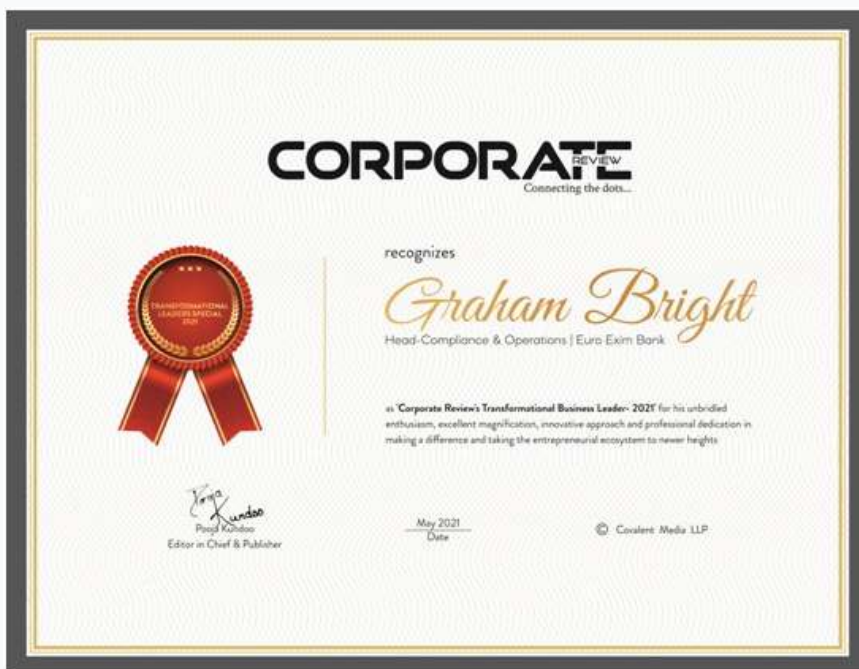 CORPORATE
REVIEW
Connecting the dots...
recognizes
TRANSFORMATIONAL
LEADERS SPECIAL
2021
Graham Bright
Head-Compliance & Operations | Euro Exim Bank
as 'Corporate Review's Transformational Business Leader- 2021' for his unbridled
enthusiasm, excellent magnification, innovative approach and professional dedication in
making a difference and taking the entrepreneurial ecosystem to newer heights
Pooja
Kundoo
Pooja Kundoo
Editor in Chief & Publisher
May 2021
Date
© Covalent Media LLP